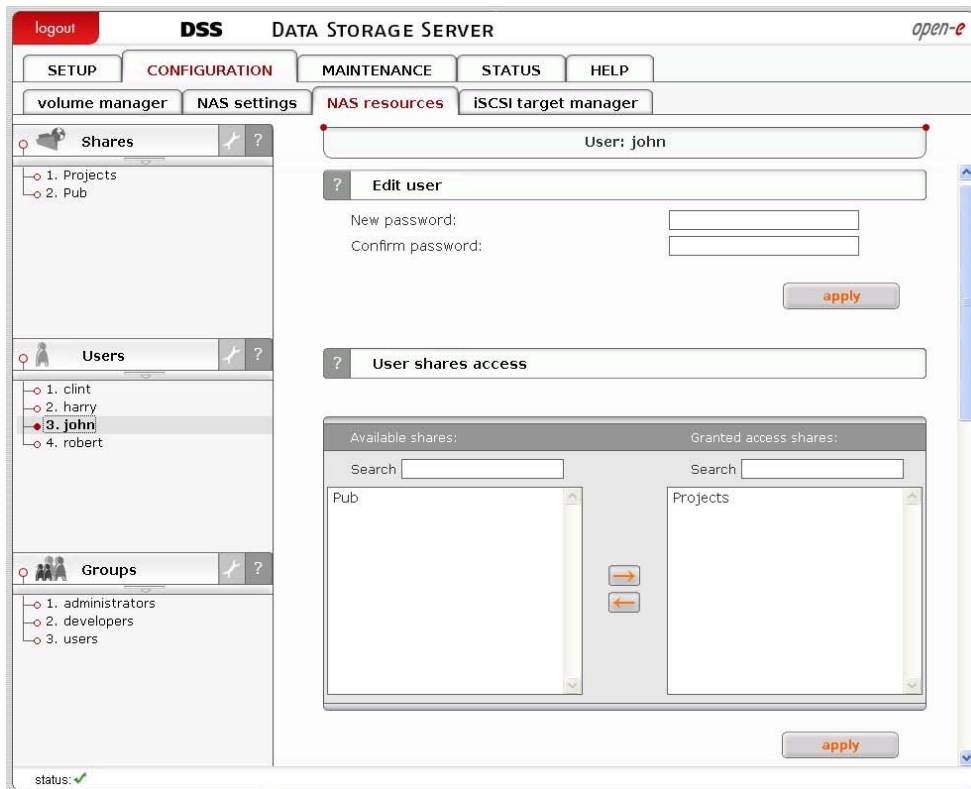 logout DSS DATA STORAGE SERVER open-e
SETUP CONFIGURATION MAINTENANCE STATUS HELP
volume manager NAS settings NAS resources iSCSI target manager
Shares ?
1. Projects
2. Pub
Users ?
1. clint
2. harry
3. john
4. robert
Groups ?
1. administrators
2. developers
3. users
User: john
? Edit user
New password:
Confirm password:
apply
? User shares access
Available shares: Granted access shares:
Search Search
Pub Projects
apply
status: